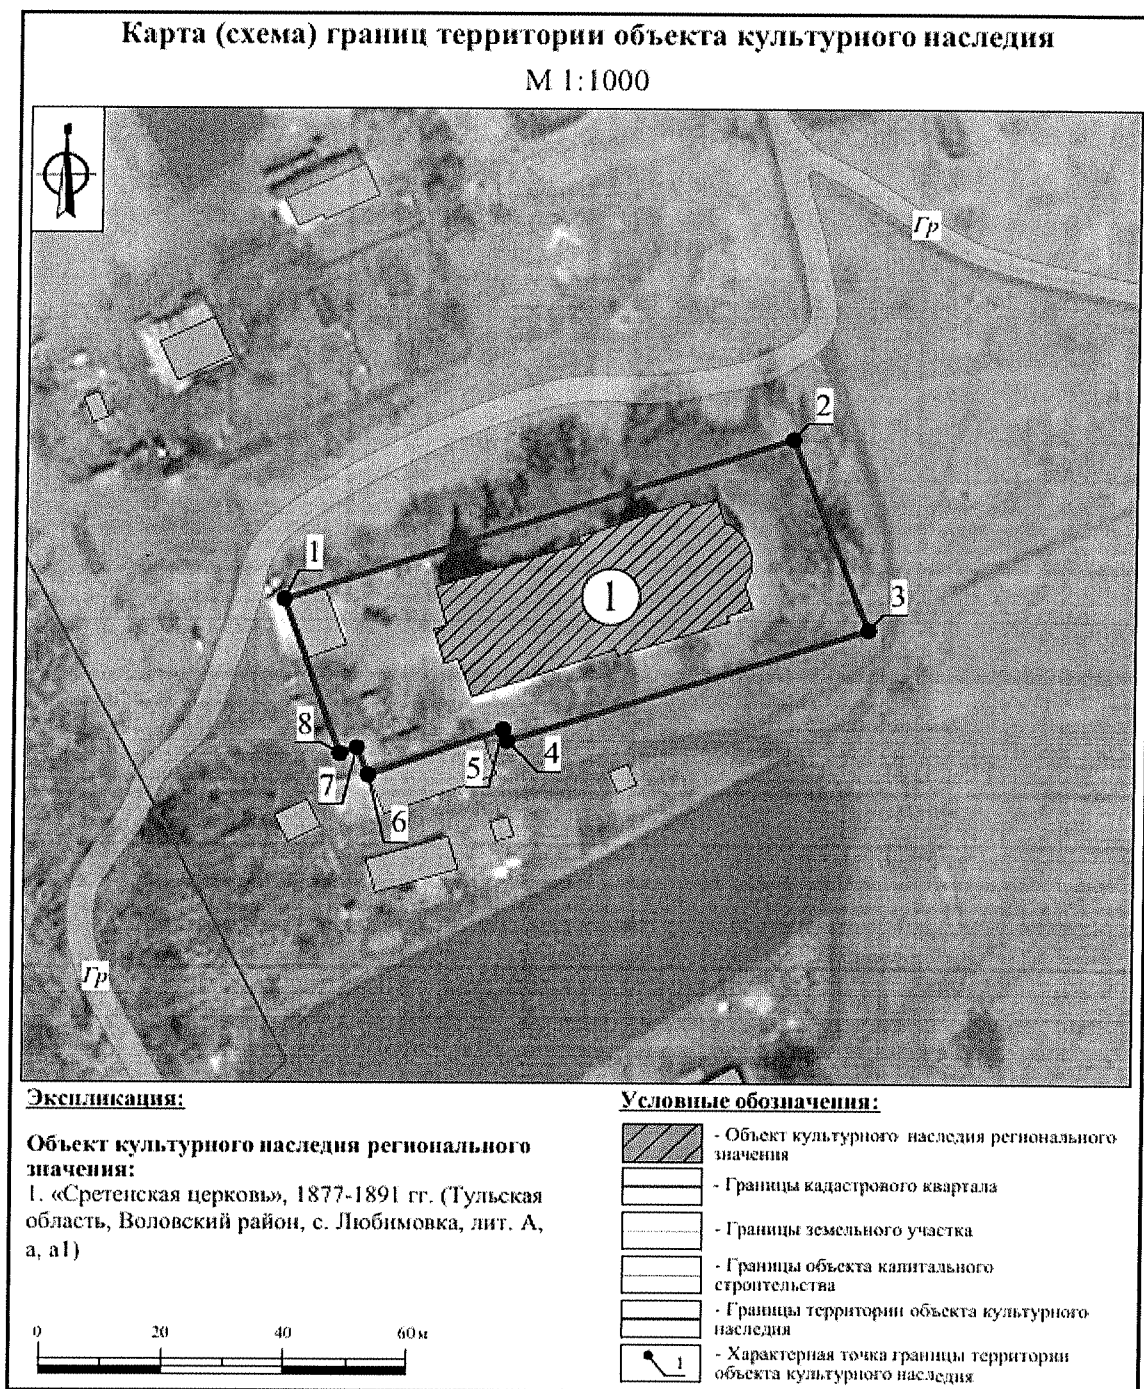 Карта (схема) границ территории объекта культурного наследия
М 1:1000
Гр
2
1
1
3
8
7
5
4
6
Гр
Экспликация:
Объект культурного наследия регионального
значения:
1. «Сретенская церковь», 1877-1891 гг. (Тульская
область, Воловский район, с. Любимовка, лит. А,
а, а1)
0 20 40 60 м
Условные обозначения:
- Объект культурного наследия регионального
значения
- Границы кадастрового квартала
- Границы земельного участка
- Границы объекта капитального
строительства
- Границы территории объекта культурного
наследия
1
- Характерная точка границы территории
объекта культурного наследия